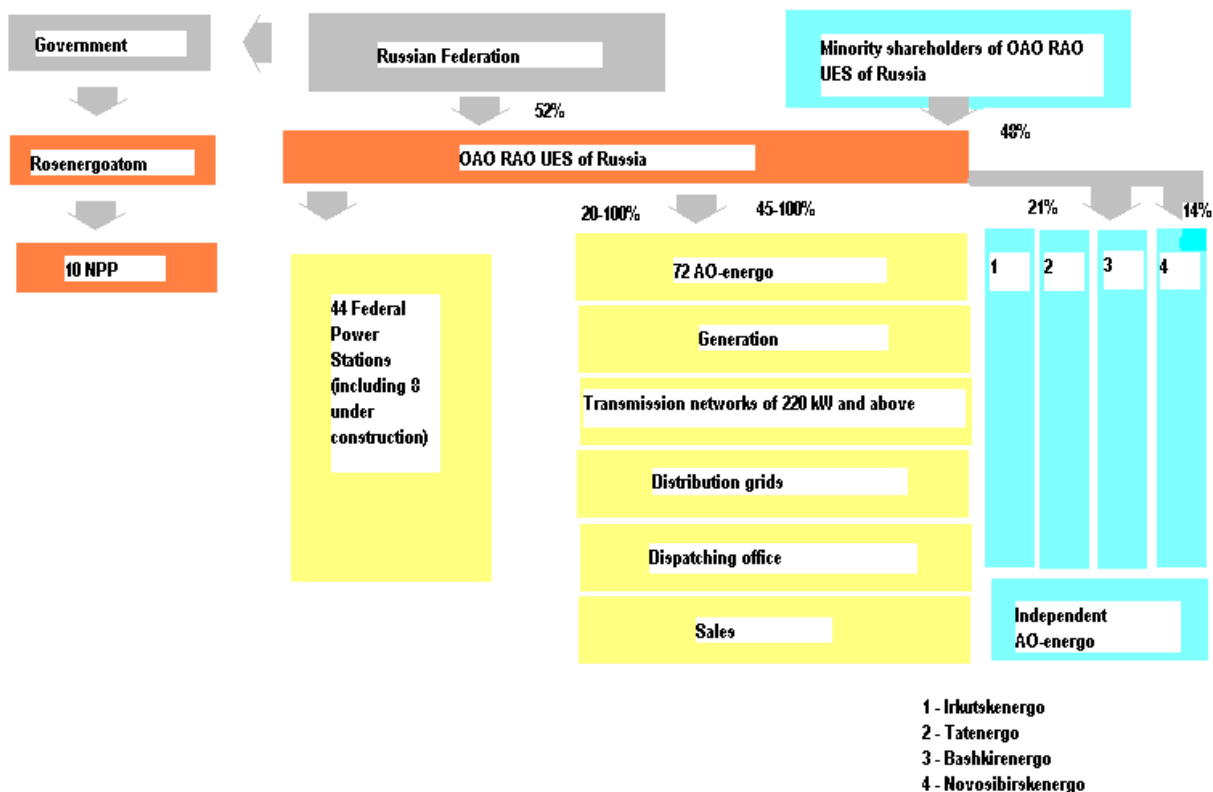 Government
Russian Federation
Minority shareholders of OAO RAO
UES of Russia
52%
48%
Rosenergoatom
OAO RAO UES of Russia
20-100%
45-100%
21%
14%
10 NPP
44 Federal
Power
Stations
(including 8
under
construction)
72 AO-energo
Generation
Transmission networks of 220 kW and above
Distribution grids
Dispatching office
Sales
1
2
3
4
Independent
AO-energo
1 - Irkutskenergo
2 - Tatenergo
3 - Bashkirenergo
4 - Novosibirskenergo